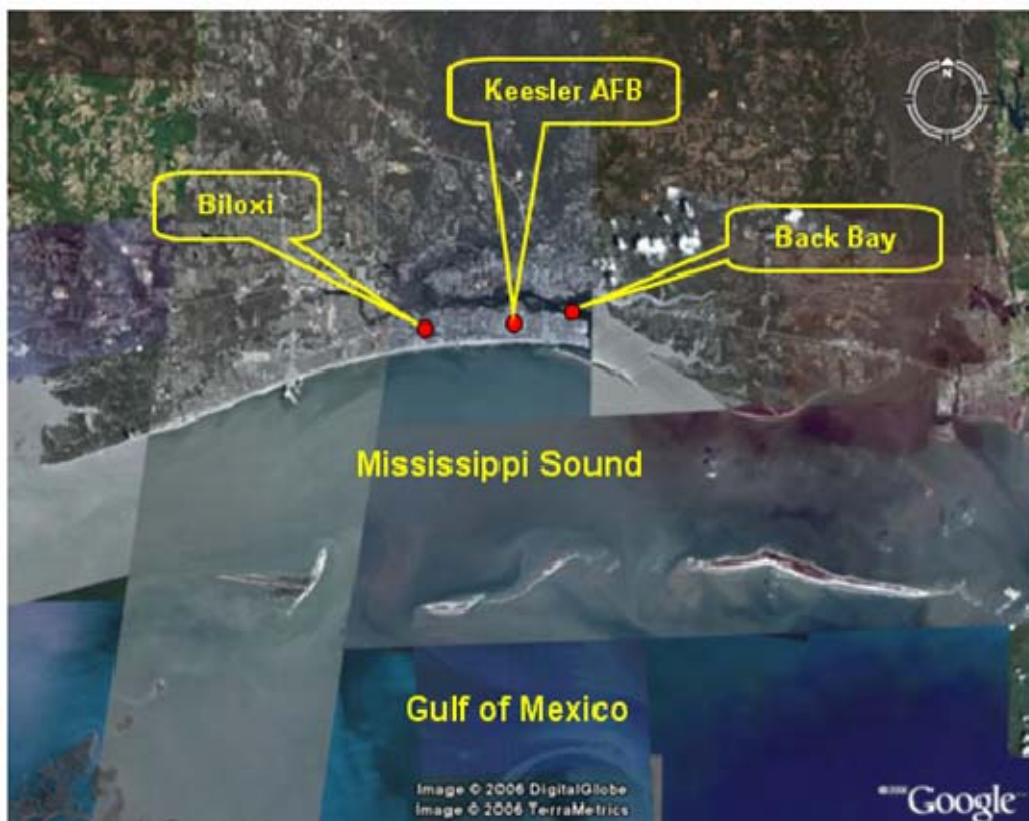 N
Keesler AFB
Biloxi
Back Bay
Mississippi Sound
Gulf of Mexico
Image © 2006 DigitalGlobe
Image © 2006 TerraMetrics
Google